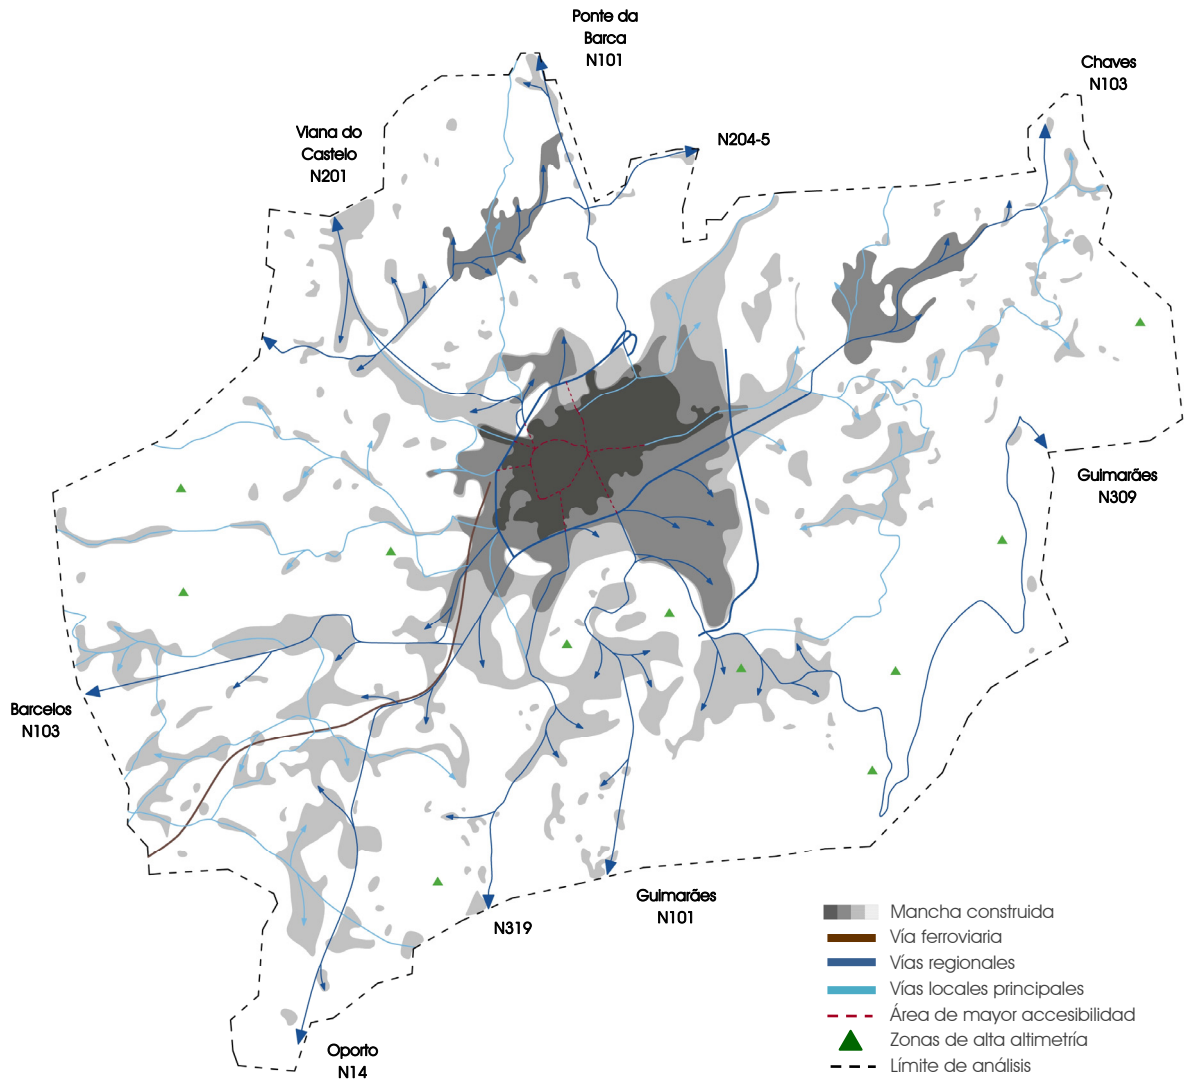 Ponte da
Barca
N101
Chaves
N103
Viana do
Castelo
N201
N204-5
Guimarães
N309
Barcelos
N103
Guimarães
N101
N319
Oporto
N14
Mancha construida
Vía ferroviaria
Vías regionales
Vías locales principales
Área de mayor accesibilidad
Zonas de alta altimetría
Límite de análisis